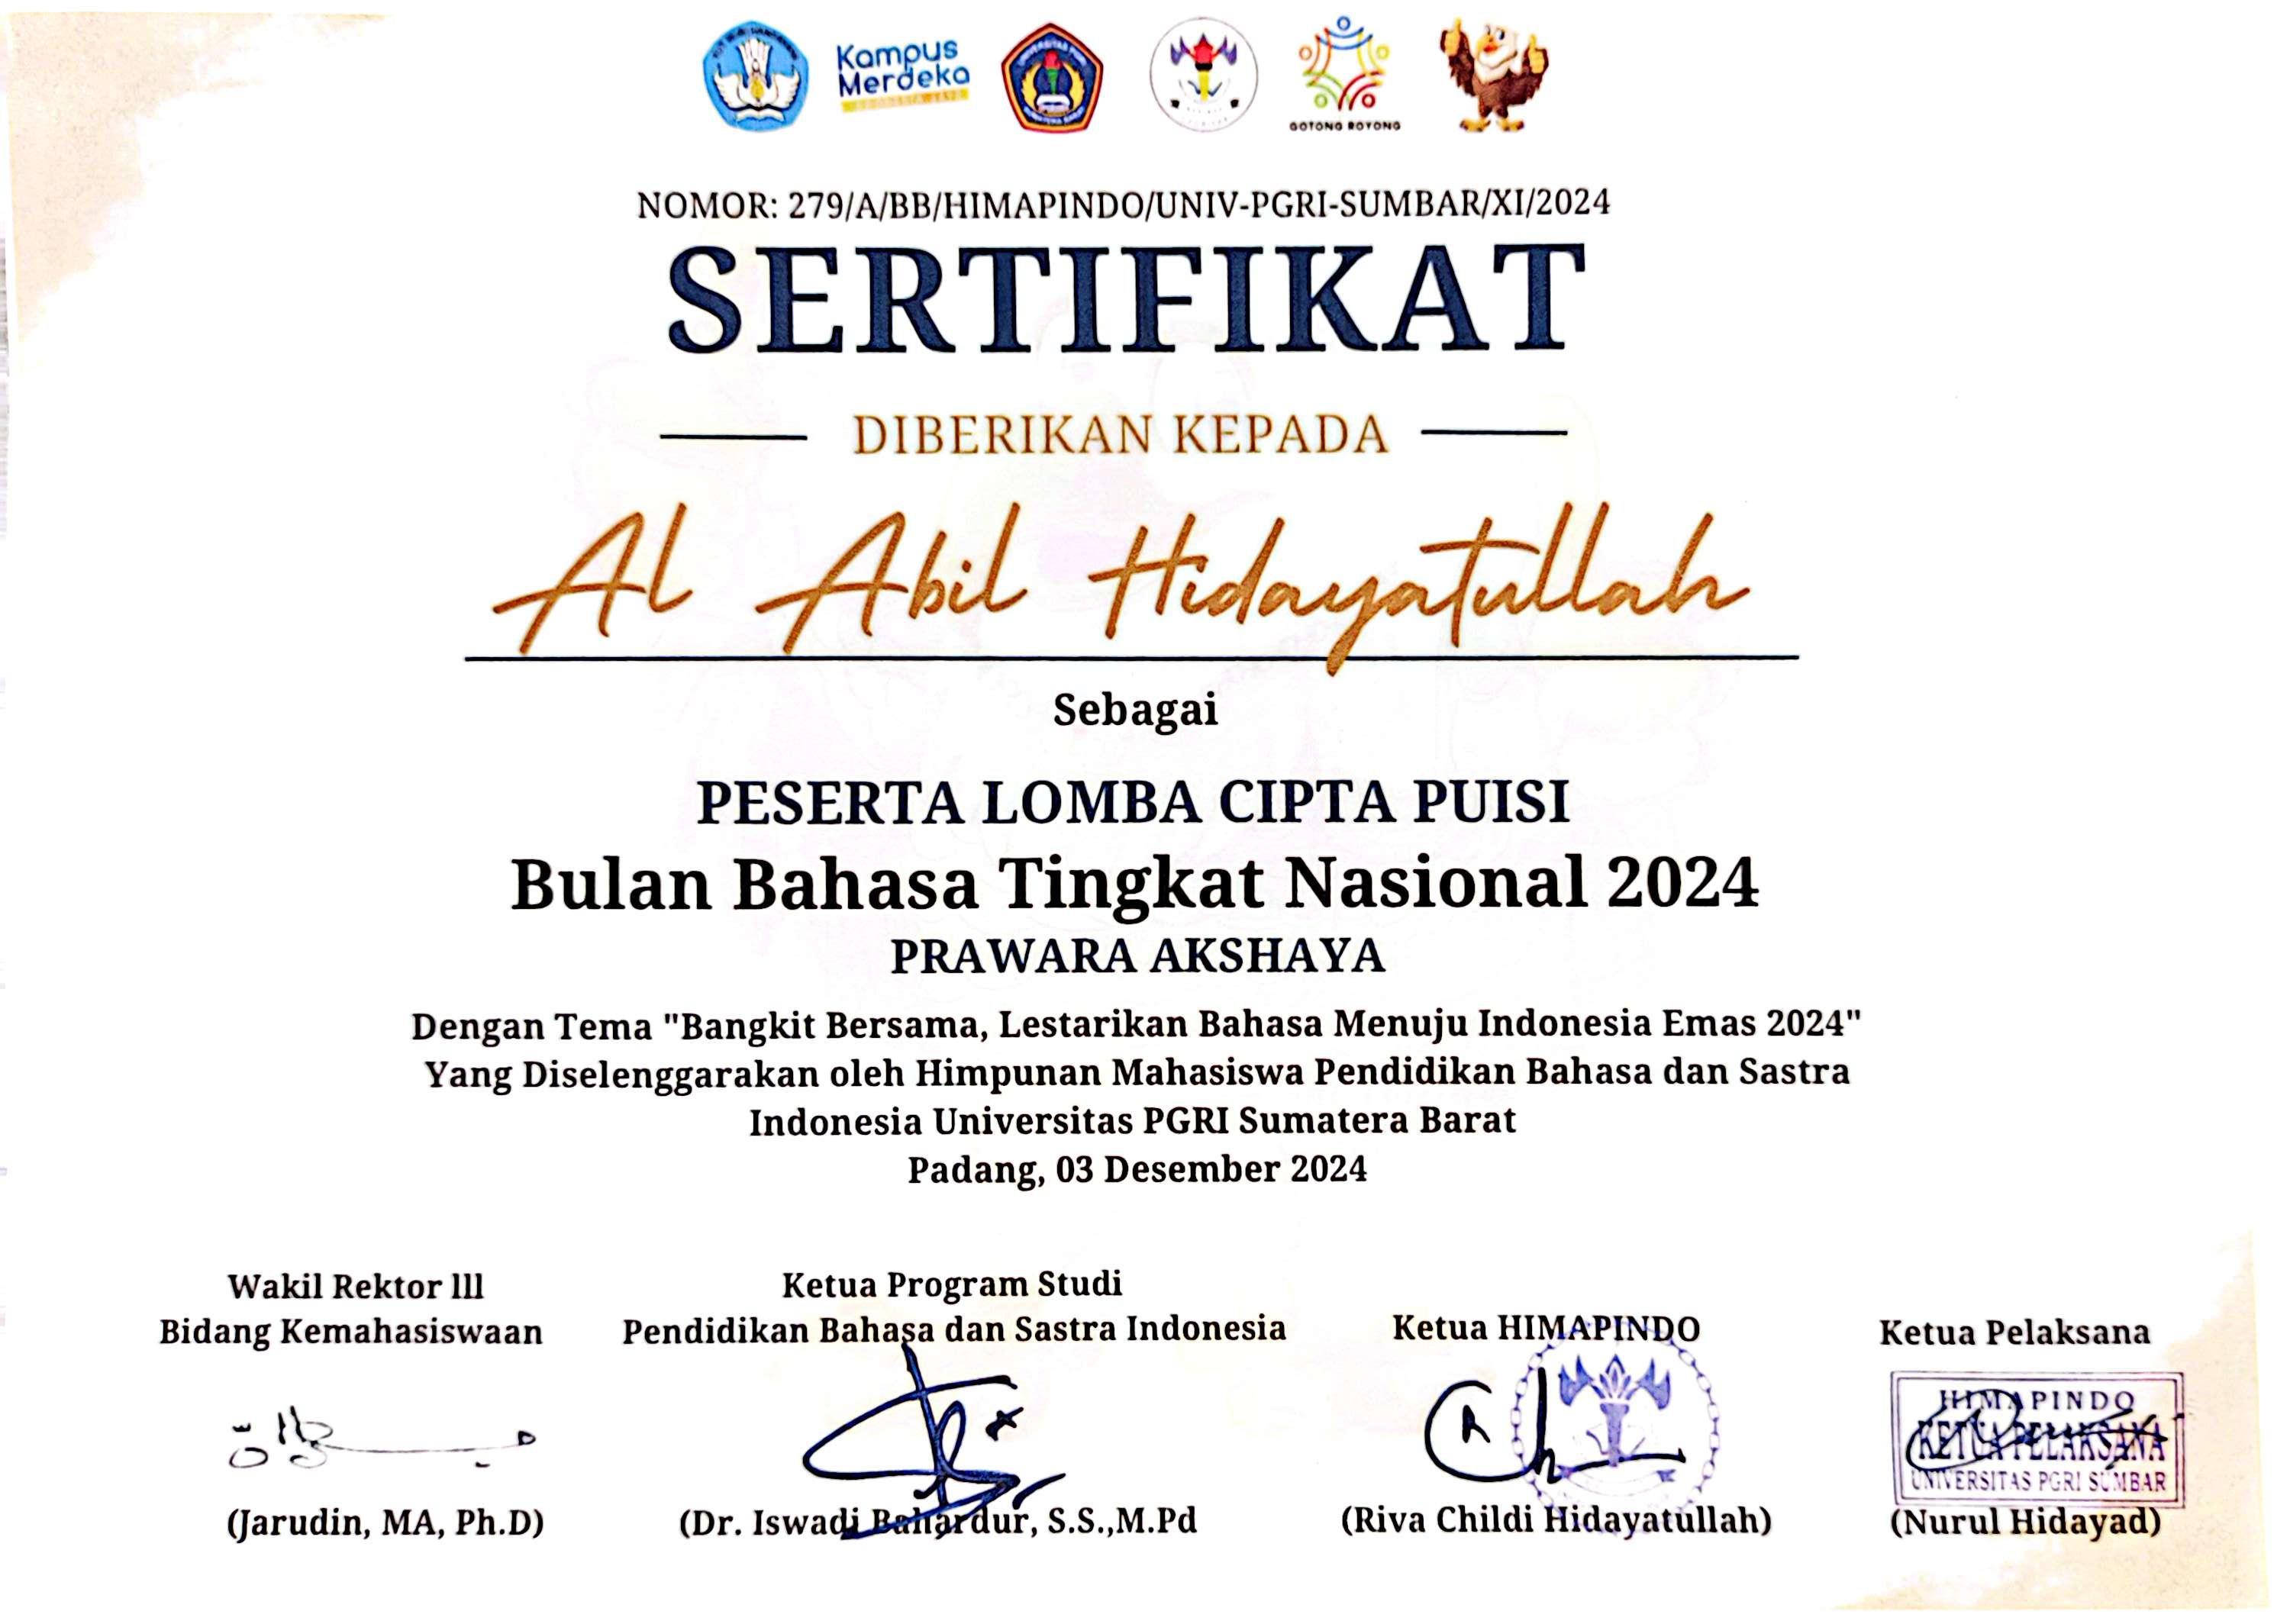 Kampus
Merdeka
INDONESIA JAYA
GOTONG ROYONG
NOMOR: 279/A/BB/HIMAPINDO/UNIV-PGRI-SUMBAR/XI/2024
SERTIFIKAT
DIBERIKAN KEPADA
Al Abil Hidayatullah
Sebagai
PESERTA LOMBA CIPTA PUISI
Bulan Bahasa Tingkat Nasional 2024
PRAWARA AKSHAYA
Dengan Tema "Bangkit Bersama, Lestarikan Bahasa Menuju Indonesia Emas 2024"
Yang Diselenggarakan oleh Himpunan Mahasiswa Pendidikan Bahasa dan Sastra
Indonesia Universitas PGRI Sumatera Barat
Padang, 03 Desember 2024
Wakil Rektor lll
Bidang Kemahasiswaan
(Jarudin, MA, Ph.D)
Ketua Program Studi
Pendidikan Bahasa dan Sastra Indonesia
(Dr. Iswadi Bahardur, S.S.,M.Pd
Ketua HIMAPINDO
(Riva Childi Hidayatullah)
Ketua Pelaksana
HIMAPINDO
KETUA PELAKSANA
UNIVERSITAS PGRI SUMBAR
(Nurul Hidayad)